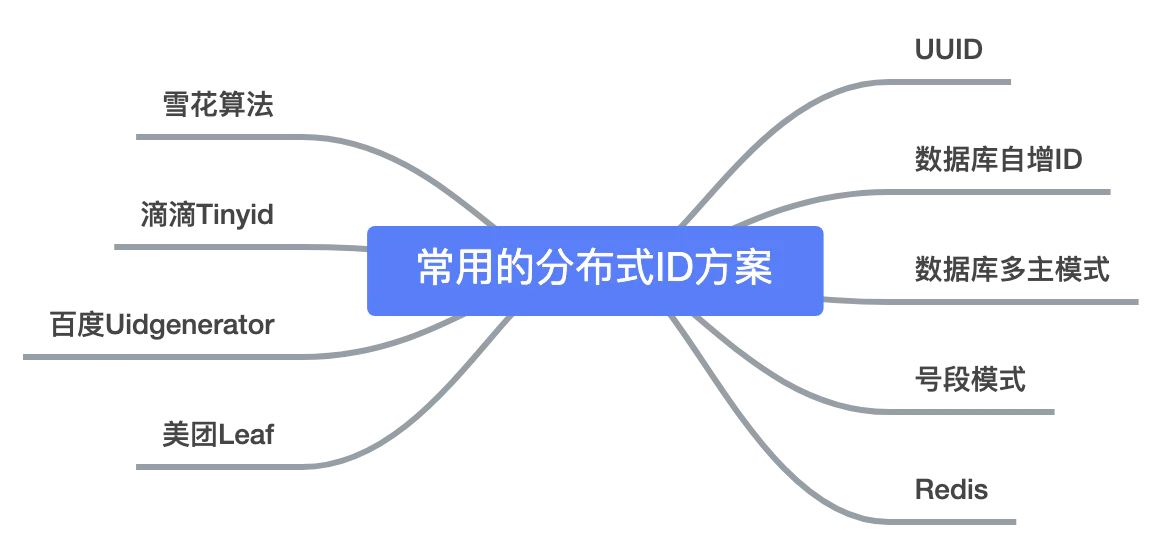 常用的分布式ID方案
UUID
数据库自增ID
数据库多主模式
号段模式
Redis
雪花算法
滴滴Tinyid
百度Uidgenerator
美团Leaf